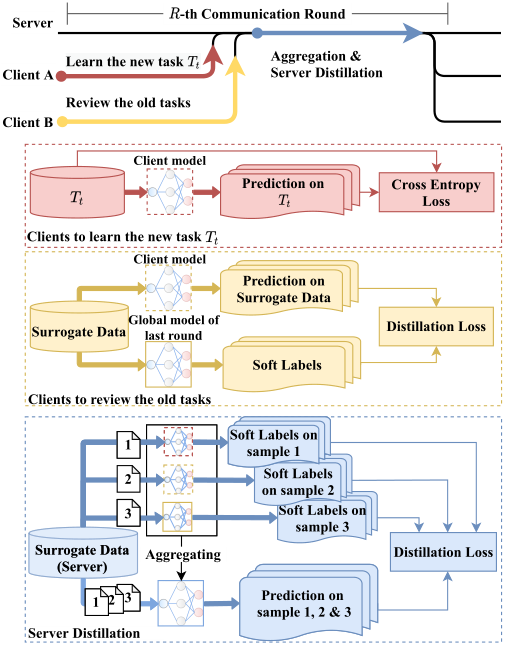 R-th Communication Round
Server
Learn the new task T_t
Client A
Aggregation &
Server Distillation
Review the old tasks
Client B
Client model
T_t
Prediction on
T_t
Cross Entropy
Loss
Clients to learn the new task T_t
Client model
Prediction on
Surrogate Data
Surrogate Data
Global model of
last round
Distillation Loss
Soft Labels
Clients to review the old tasks
1
Soft Labels on
sample 1
2
Soft Labels
on sample 2
3
Soft Labels
on sample 3
Surrogate Data
(Server)
Aggregating
Distillation Loss
1
2
3
Prediction on
sample 1, 2 & 3
Server Distillation